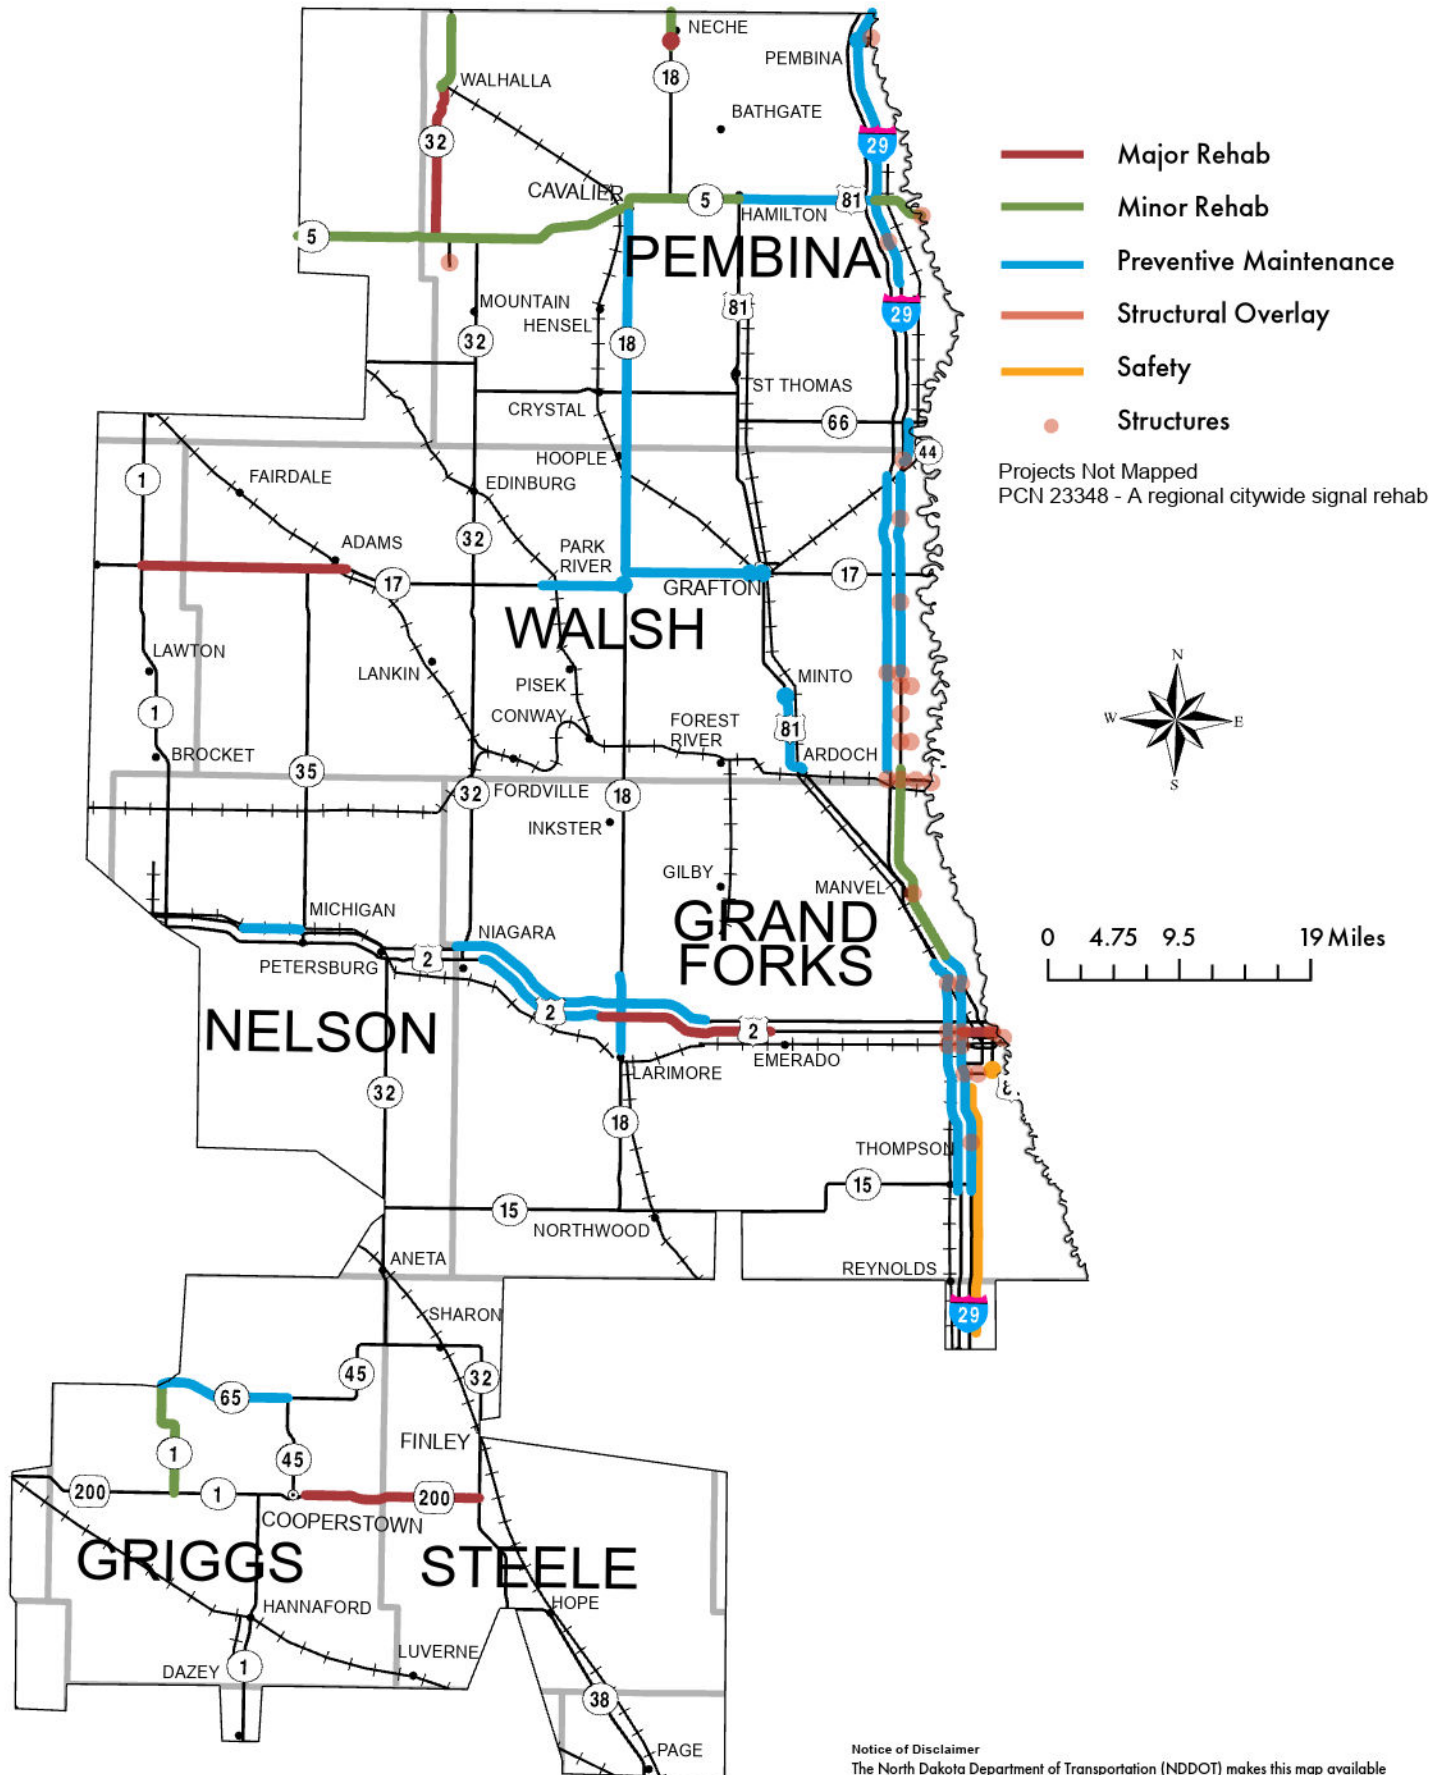 NECHE
PEMBINA
18
WALHALLA
BATHGATE
32
29
Major Rehab
CAVALIER
5
81
HAMILTON
Minor Rehab
5
PEMBINA
Preventive Maintenance
MOUNTAIN
HENSEL
81
29
Structural Overlay
32
18
ST THOMAS
Safety
CRYSTAL
66
Structures
HOOPLE
44
1
FAIRDALE
EDINBURG
Projects Not Mapped
PCN 23348 - A regional citywide signal rehab
32
ADAMS
PARK
RIVER
17
GRAFTON
17
WALSH
LAWTON
LANKIN
PISEK
MINTO
N
W
E
S
1
CONWAY
FOREST
RIVER
81
BROCKET
35
ARDOCH
32
FORDVILLE
18
INKSTER
GILBY
MANVEL
MICHIGAN
GRAND
FORKS
NIAGARA
0
4.75
9.5
19 Miles
PETERSBURG
2
2
2
NELSON
EMERADO
LARIMORE
32
18
THOMPSON
15
15
NORTHWOOD
ANETA
REYNOLDS
SHARON
29
45
32
65
FINLEY
1
45
200
1
200
COOPERSTOWN
GRIGGS
STEELE
HANNAFORD
HOPE
LUVERNE
DAZEY
1
38
PAGE
Notice of Disclaimer
The North Dakota Department of Transportation (NDDOT) makes this map available